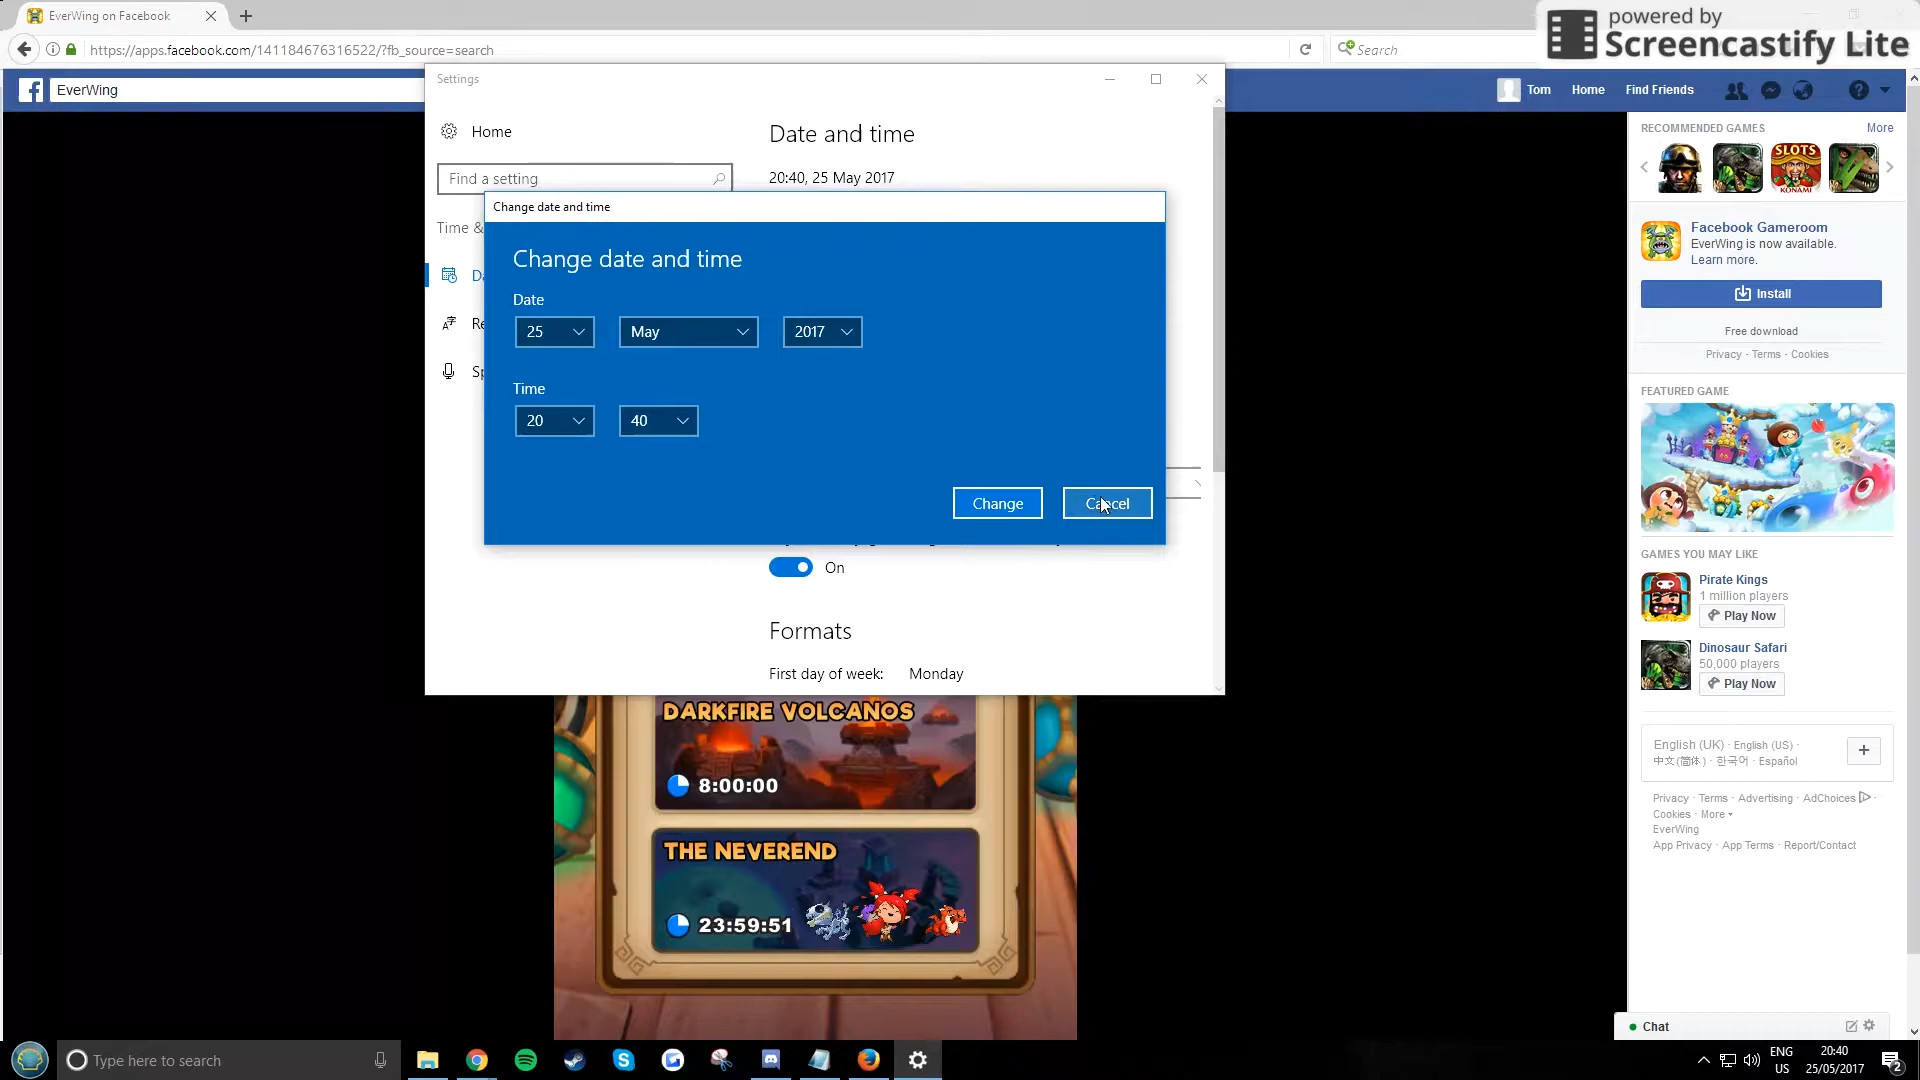 EverWing on Facebook
https://apps.facebook.com/141184676316522/?fb_source=search
Search
powered by
Screencastify Lite
EverWing
Tom
Home
Find Friends
Settings
Home
Find a setting
Time &
Date and time
20:40, 25 May 2017
Change date and time
Change date and time
Date
25
May
2017
Time
20
40
Change
Cancel
On
Formats
First day of week: Monday
DARKFIRE VOLCANOS
8:00:00
THE NEVEREND
23:59:51
RECOMMENDED GAMES
More
SLOTS
KONAMI
Facebook Gameroom
EverWing is now available.
Learn more.
Install
Free download
Privacy · Terms · Cookies
FEATURED GAME
GAMES YOU MAY LIKE
Pirate Kings
1 million players
Play Now
Dinosaur Safari
50,000 players
Play Now
English (UK) · English (US) ·
中文(简体) · 한국어 · Español
Privacy · Terms · Advertising · AdChoices ·
Cookies · More
EverWing
App Privacy · App Terms · Report/Contact
Chat
Type here to search
ENG
US
20:40
25/05/2017
2